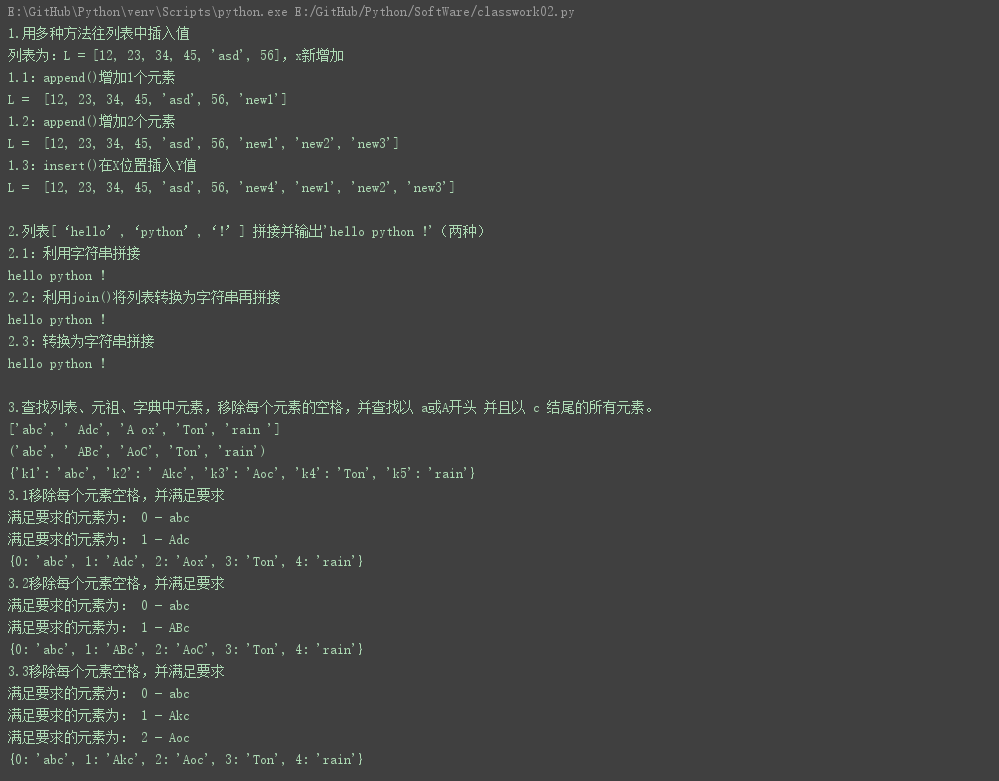 E:\GitHub\Python\venv\Scripts\python.exe E:/GitHub/Python/SoftWare/classwork02.py
1.用多种方法往列表中插入值
列表为：L = [12, 23, 34, 45, 'asd', 56]，x新增加
1.1：append()增加1个元素
L =  [12, 23, 34, 45, 'asd', 56, 'new1']
1.2：append()增加2个元素
L =  [12, 23, 34, 45, 'asd', 56, 'new1', 'new2', 'new3']
1.3：insert()在X位置插入Y值
L =  [12, 23, 34, 45, 'asd', 56, 'new4', 'new1', 'new2', 'new3']
2.列表[‘hello’,‘python’,‘!’] 拼接并输出'hello python !'（两种）
2.1：利用字符串拼接
hello python !
2.2：利用join()将列表转换为字符串再拼接
hello python !
2.3：转换为字符串拼接
hello python !
3.查找列表、元祖、字典中元素，移除每个元素的空格，并查找以 a或A开头 并且以 c 结尾的所有元素。
['abc', ' Adc', 'A ox', 'Ton', 'rain ']
('abc', ' ABc', 'AoC', 'Ton', 'rain')
{'k1': 'abc', 'k2': ' Akc', 'k3': 'Aoc', 'k4': 'Ton', 'k5': 'rain'}
3.1移除每个元素空格，并满足要求
满足要求的元素为： 0 - abc
满足要求的元素为： 1 - Adc
{0: 'abc', 1: 'Adc', 2: 'Aox', 3: 'Ton', 4: 'rain'}
3.2移除每个元素空格，并满足要求
满足要求的元素为： 0 - abc
满足要求的元素为： 1 - ABc
{0: 'abc', 1: 'ABc', 2: 'AoC', 3: 'Ton', 4: 'rain'}
3.3移除每个元素空格，并满足要求
满足要求的元素为： 0 - abc
满足要求的元素为： 1 - Akc
满足要求的元素为： 2 - Aoc
{0: 'abc', 1: 'Akc', 2: 'Aoc', 3: 'Ton', 4: 'rain'}